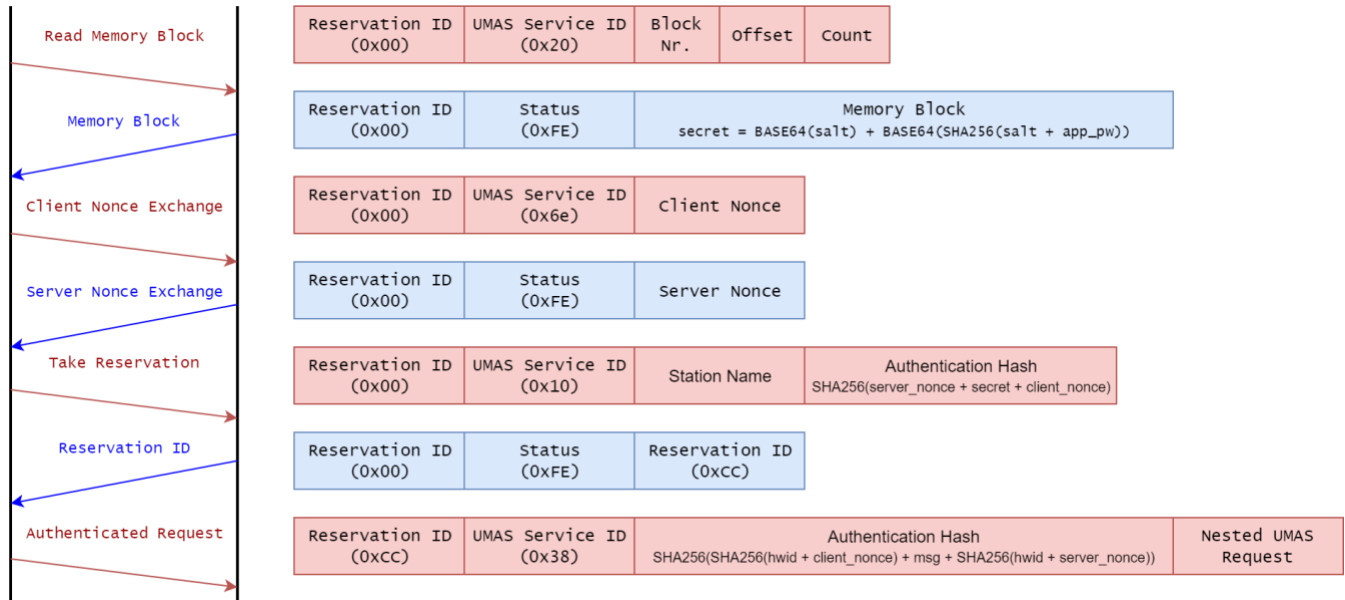 Read Memory Block
Reservation ID
(0x00)
UMAS Service ID
(0x20)
Block
Nr.
Offset
Count
Memory Block
Reservation ID
(0x00)
Status
(0xFE)
Memory Block
secret = BASE64(salt) + BASE64(SHA256(salt + app_pw))
Client Nonce Exchange
Reservation ID
(0x00)
UMAS Service ID
(0x6e)
Client Nonce
Server Nonce Exchange
Reservation ID
(0x00)
Status
(0xFE)
Server Nonce
Take Reservation
Reservation ID
(0x00)
UMAS Service ID
(0x10)
Station Name
Authentication Hash
SHA256(server_nonce + secret + client_nonce)
Reservation ID
Reservation ID
(0x00)
Status
(0xFE)
Reservation ID
(0xCC)
Authenticated Request
Reservation ID
(0xCC)
UMAS Service ID
(0x38)
Authentication Hash
SHA256(SHA256(hwid + client_nonce) + msg + SHA256(hwid + server_nonce))
Nested UMAS
Request